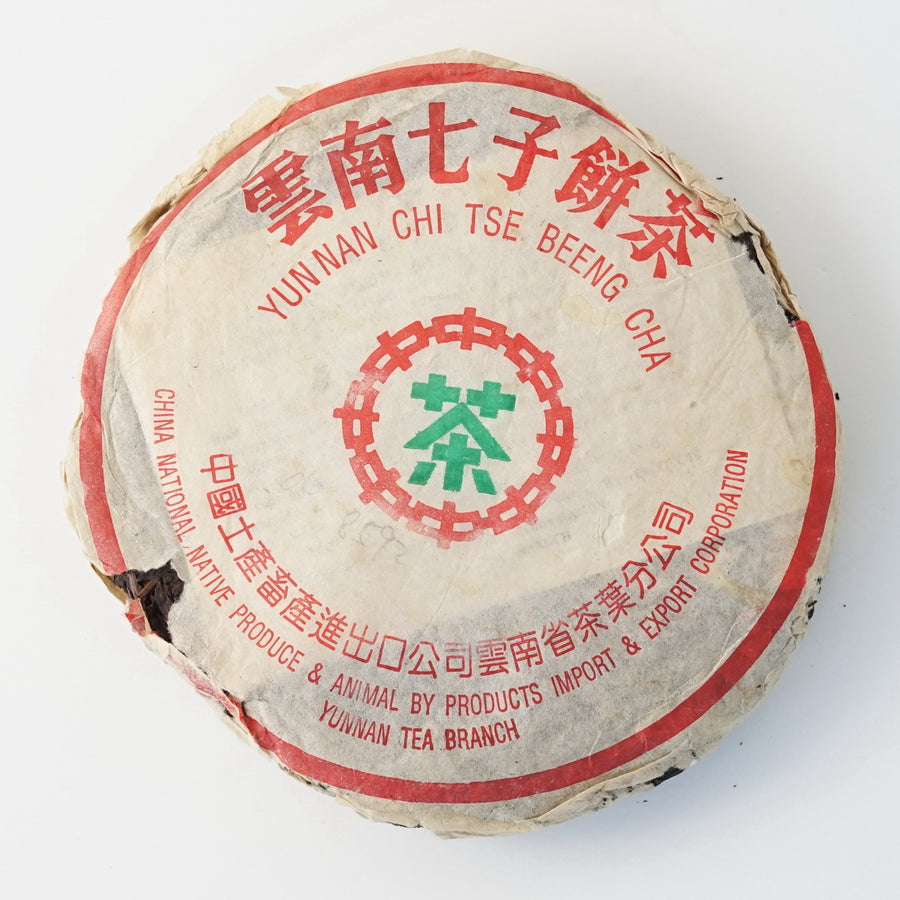 雲南七子餅茶
YUNNAN CHI TSE BEENG CHA
茶
中國土產畜產進出口公司雲南省茶葉分公司
CHINA NATIONAL NATIVE PRODUCE & ANIMAL BY PRODUCTS IMPORT & EXPORT CORPORATION
YUNNAN TEA BRANCH